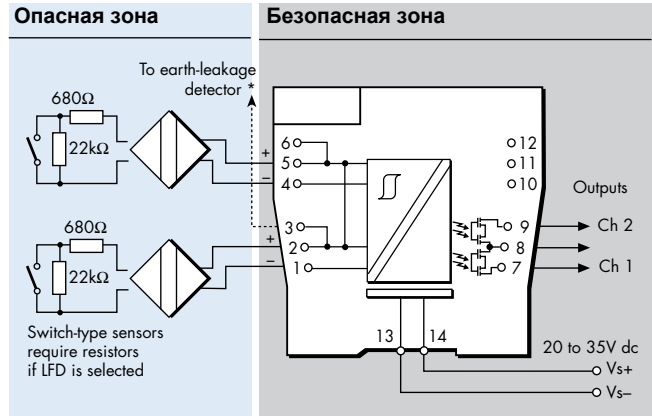 Опасная зона
Безопасная зона
To earth-leakage
detector *
680Ω
22kΩ
+
–
6
5
4
12
11
10
Outputs
680Ω
22kΩ
+
–
3
2
1
9
8
7
Ch 2
Ch 1
Switch-type sensors
require resistors
if LFD is selected
13
14
20 to 35V dc
Vs+
Vs–